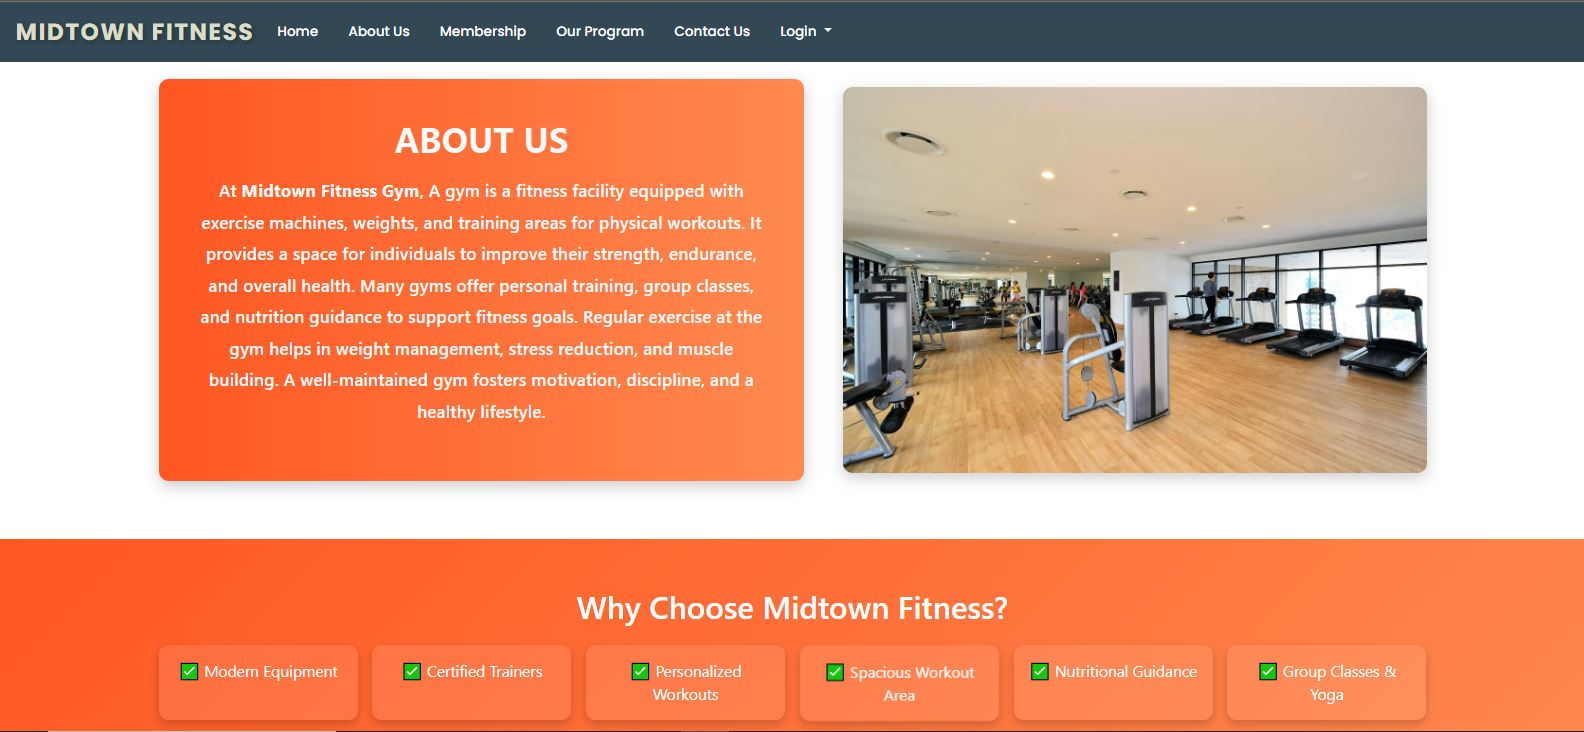 MIDTOWN FITNESS Home About Us Membership Our Program Contact Us Login
ABOUT US
At Midtown Fitness Gym, A gym is a fitness facility equipped with
exercise machines, weights, and training areas for physical workouts. It
provides a space for individuals to improve their strength, endurance,
and overall health. Many gyms offer personal training, group classes,
and nutrition guidance to support fitness goals. Regular exercise at the
gym helps in weight management, stress reduction, and muscle
building. A well-maintained gym fosters motivation, discipline, and a
healthy lifestyle.
Why Choose Midtown Fitness?
✅ Modern Equipment
✅ Certified Trainers
✅ Personalized
Workouts
✅ Spacious Workout
Area
✅ Nutritional Guidance
✅ Group Classes &
Yoga